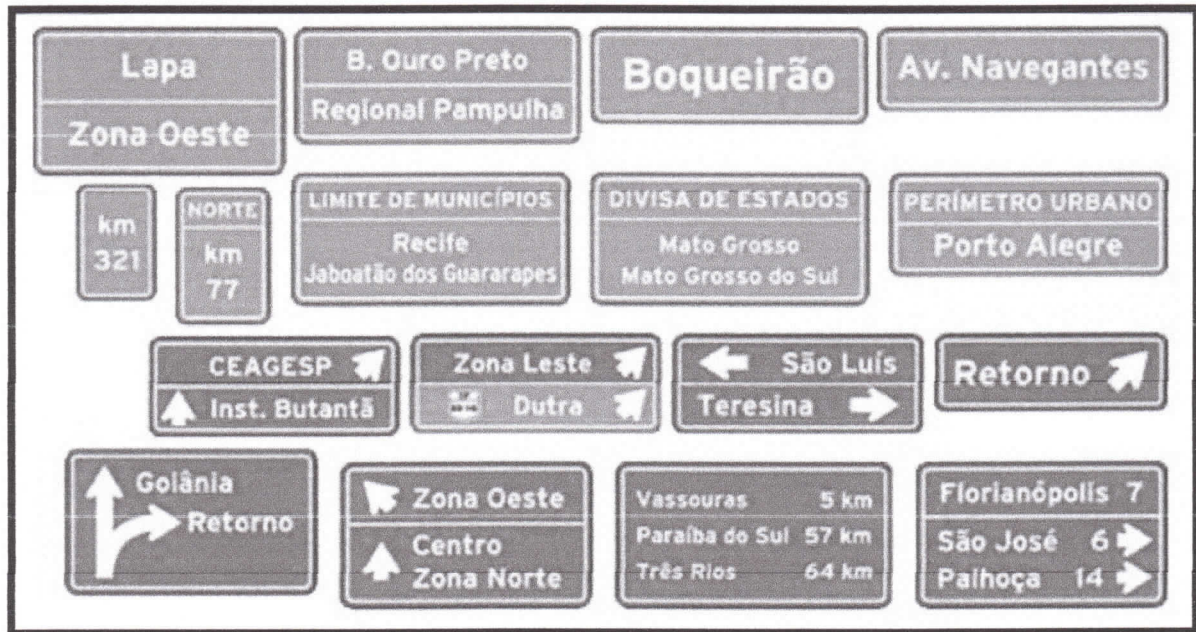 Lapa
Zona Oeste
B. Ouro Preto
Regional Pampulha
Boqueirão
Av. Navegantes
km
321
NORTE
km
77
LIMITE DE MUNICÍPIOS
Recife
Jaboatão dos Guararapes
DIVISA DE ESTADOS
Mato Grosso
Mato Grosso do Sul
PERÍMETRO URBANO
Porto Alegre
CEAGESP
Inst. Butantã
Zona Leste
Dutra
São Luís
Teresina
Retorno
Goiânia
Retorno
Zona Oeste
Centro
Zona Norte
Vassouras 5 km
Paraíba do Sul 57 km
Três Rios 64 km
Florianópolis 7
São José 6
Palhoça 14